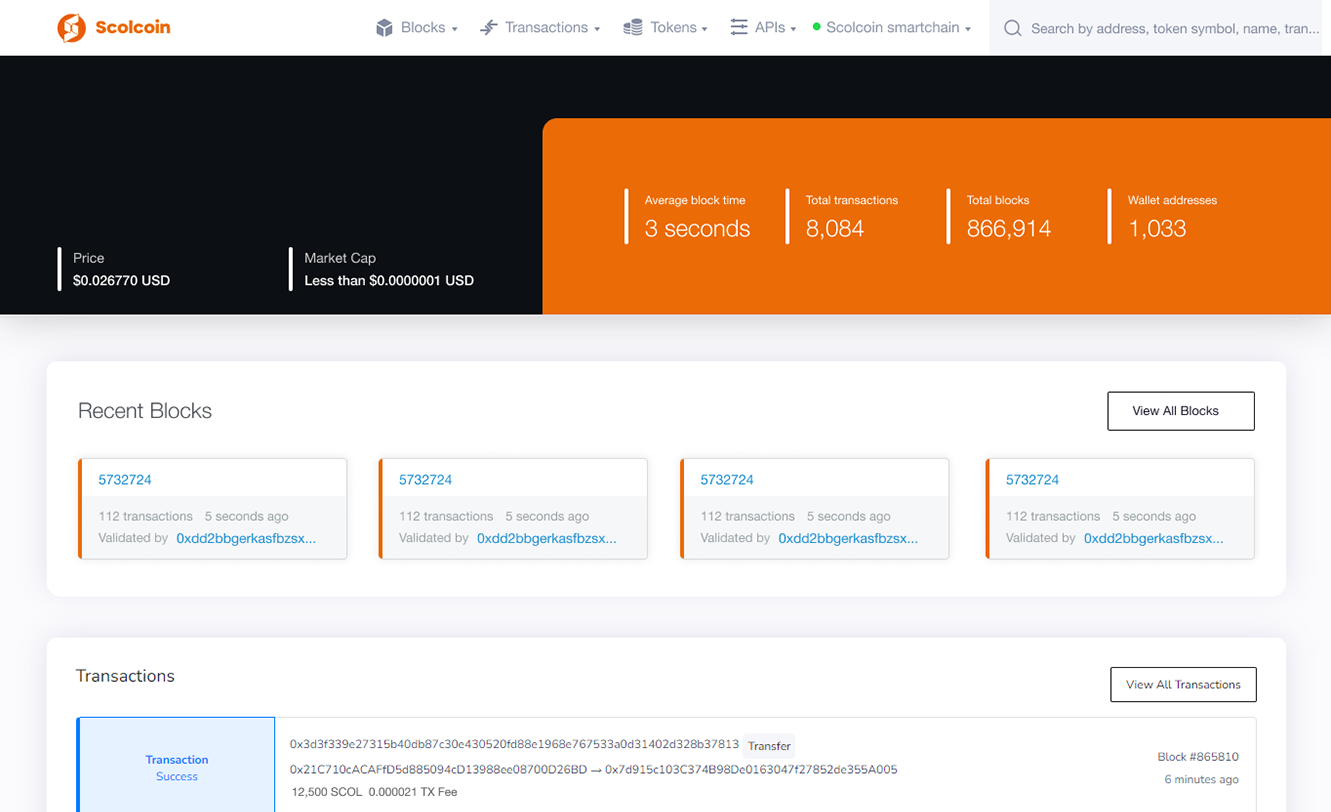 Scolcoin
Blocks
Transactions
Tokens
APIs
Scolcoin smartchain
Search by address, token symbol, name, tran...
Average block time
3 seconds
Total transactions
8,084
Total blocks
866,914
Wallet addresses
1,033
Price
$0.026770 USD
Market Cap
Less than $0.0000001 USD
Recent Blocks
View All Blocks
5732724
112 transactions 5 seconds ago
Validated by 0xdd2bbgerkasfbzsx...
5732724
112 transactions 5 seconds ago
Validated by 0xdd2bbgerkasfbzsx...
5732724
112 transactions 5 seconds ago
Validated by 0xdd2bbgerkasfbzsx...
5732724
112 transactions 5 seconds ago
Validated by 0xdd2bbgerkasfbzsx...
Transactions
View All Transactions
Transaction
Success
0x3d3f339e27315b40db87c30e430520fd88e1968e767533a0d31402d328b37813 Transfer
0x21C710cACAFfD5d885094cD13988ee08700D26BD → 0x7d915c103C374B98De0163047f27852de355A005
12,500 SCOL 0.000021 TX Fee
Block #865810
6 minutes ago